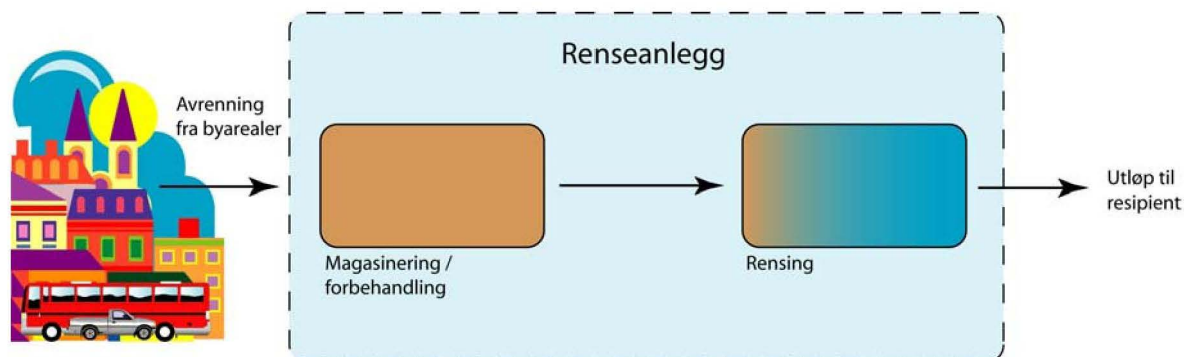 Renseanlegg
Avrenning
fra byarealer
Magasinering /
forbehandling
Rensing
Utløp til
resipient